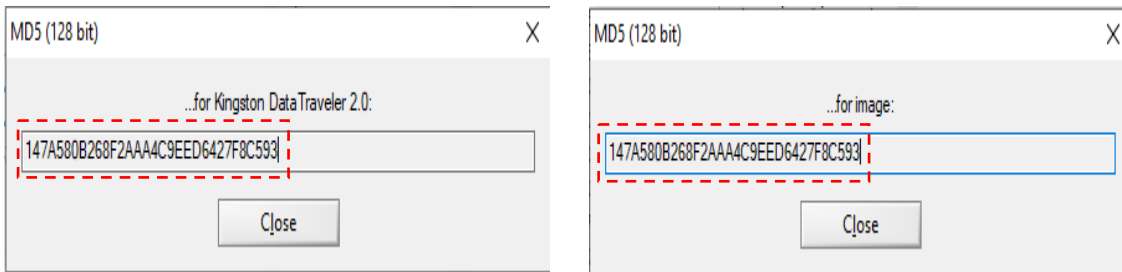 MD5 (128 bit)
X
...for Kingston DataTraveler 2.0:
147A580B268F2AAA4C9EED6427F8C593
Close
MD5 (128 bit)
X
...for image:
147A580B268F2AAA4C9EED6427F8C593
Close